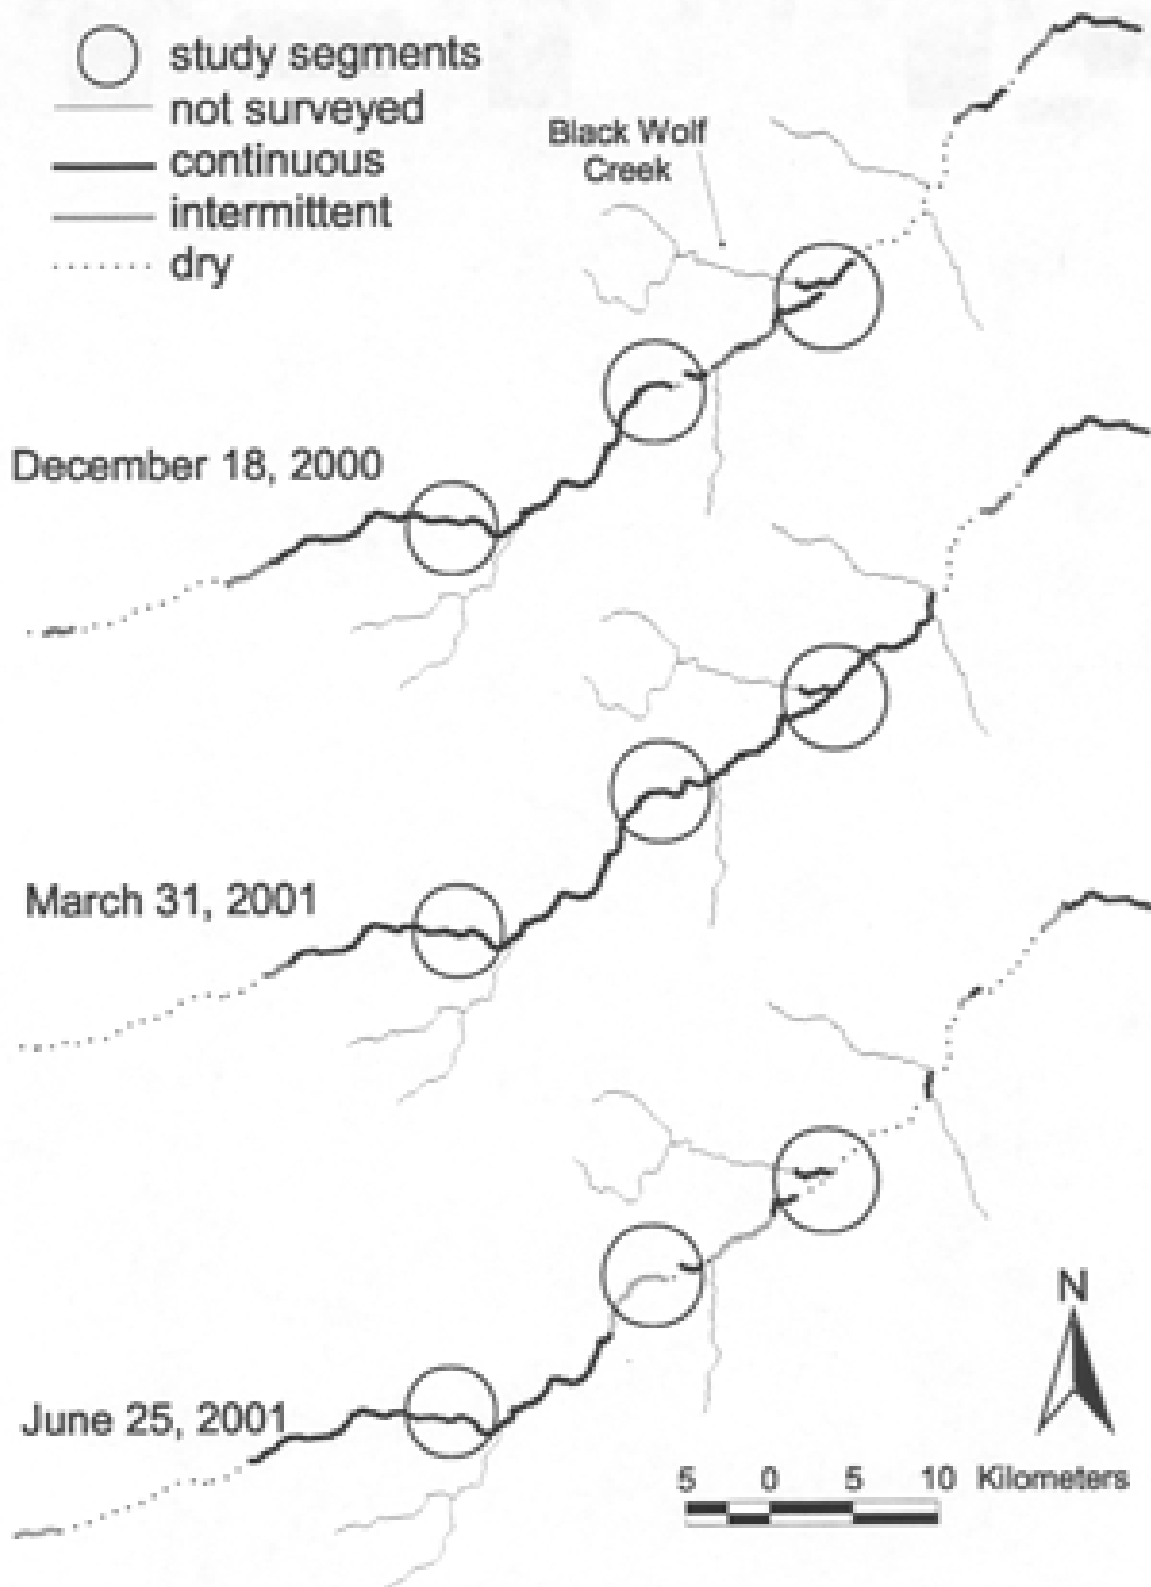 study segments
not surveyed
continuous
intermittent
dry
Black Wolf
Creek
December 18, 2000
March 31, 2001
June 25, 2001
N
5 0 5 10 Kilometers